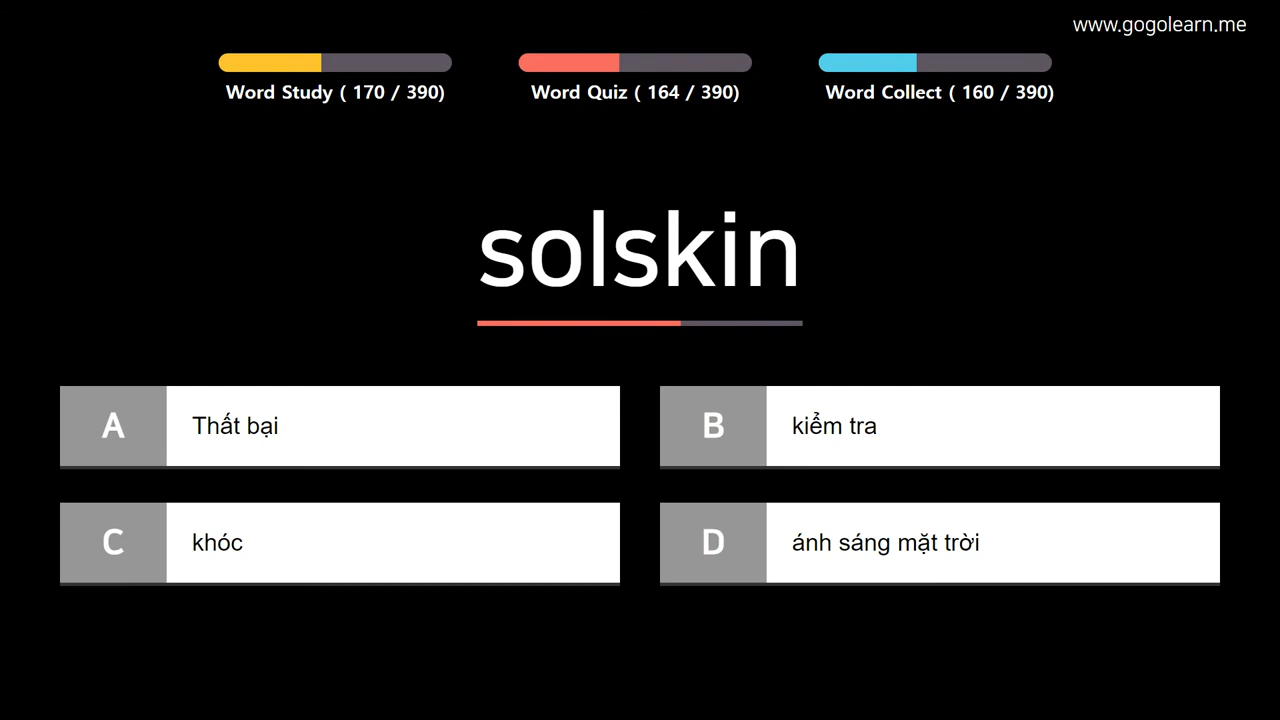 www.gogolearn.me
Word Study ( 170 / 390)
Word Quiz ( 164 / 390)
Word Collect ( 160 / 390)
solskin
A
Thất bại
B
kiểm tra
C
khóc
D
ánh sáng mặt trời